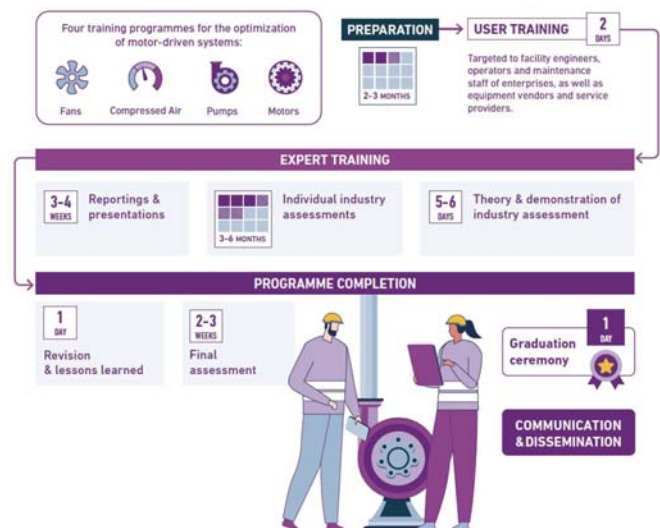 Four training programmes for the optimization
of motor-driven systems:
Fans
Compressed Air
Pumps
Motors
PREPARATION
2-3 MONTHS
USER TRAINING
2
DAYS
Targeted to facility engineers,
operators and maintenance
staff of enterprises, as well as
equipment vendors and service
providers.
EXPERT TRAINING
3-4
WEEKS
Reportings &
presentations
3-6 MONTHS
Individual industry
assessments
5-6
DAYS
Theory & demonstration of
industry assessment
PROGRAMME COMPLETION
1
DAY
Revision
& lessons learned
2-3
WEEKS
Final
assessment
1
DAY
Graduation
ceremony
COMMUNICATION
& DISSEMINATION